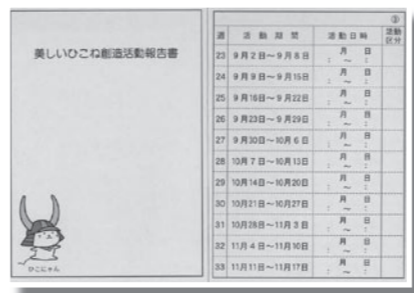 美しいひこね創造活動報告書
ひこにゃん
③
週 活動期間 活動日時 活動区分
23 9月2日～9月8日 月 日 ： ～ ：
24 9月9日～9月15日 月 日 ： ～ ：
25 9月16日～9月22日 月 日 ： ～ ：
26 9月23日～9月29日 月 日 ： ～ ：
27 9月30日～10月6日 月 日 ： ～ ：
28 10月7日～10月13日 月 日 ： ～ ：
29 10月14日～10月20日 月 日 ： ～ ：
30 10月21日～10月27日 月 日 ： ～ ：
31 10月28日～11月3日 月 日 ： ～ ：
32 11月4日～11月10日 月 日 ： ～ ：
33 11月11日～11月17日 月 日 ： ～ ：